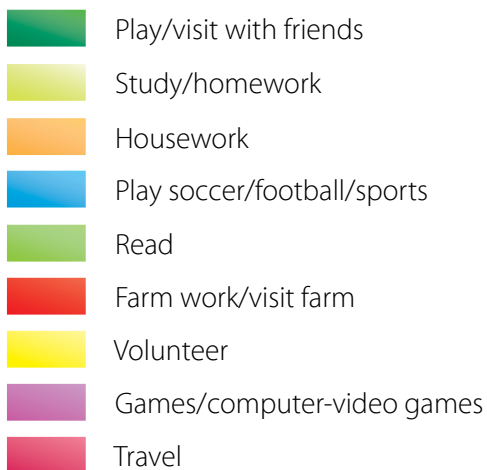 Play/visit with friends
Study/homework
Housework
Play soccer/football/sports
Read
Farm work/visit farm
Volunteer
Games/computer-video games
Travel